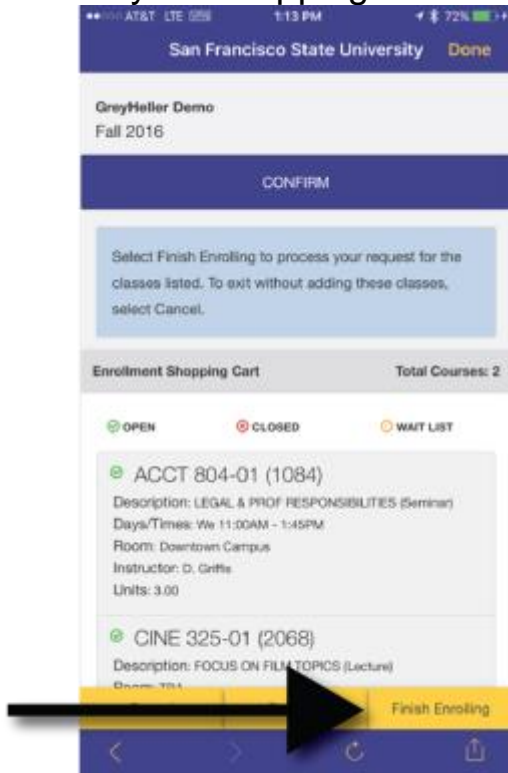 AT&T LTE 1:13 PM 72%
San Francisco State University Done
GreyHeller Demo
Fall 2016
CONFIRM
Select Finish Enrolling to process your request for the
classes listed. To exit without adding these classes,
select Cancel.
Enrollment Shopping Cart Total Courses: 2
OPEN CLOSED WAIT LIST
ACCT 804-01 (1084)
Description: LEGAL & PROF RESPONSIBILITIES (Seminar)
Days/Times: We 11:00AM - 1:45PM
Room: Downtown Campus
Instructor: D. Griffis
Units: 3.00
CINE 325-01 (2068)
Description: FOCUS ON FILM TOPICS (Lecture)
Room: TBA
Finish Enrolling